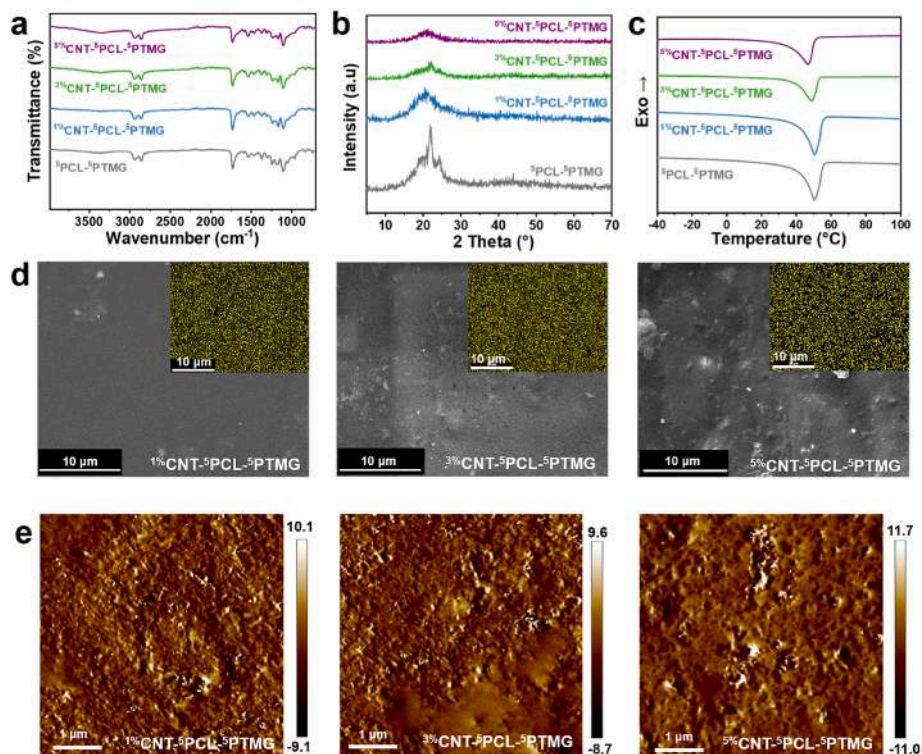 a
Transmittance (%)
5%CNT-5PCL-5PTMG
3%CNT-5PCL-5PTMG
1%CNT-5PCL-5PTMG
5PCL-5PTMG
3500 3000 2500 2000 1500 1000
Wavenumber (cm-1)
b
Intensity (a.u)
5%CNT-5PCL-5PTMG
3%CNT-5PCL-5PTMG
1%CNT-5PCL-5PTMG
5PCL-5PTMG
10 20 30 40 50 60 70
2 Theta (°)
c
Exo →
5%CNT-5PCL-5PTMG
3%CNT-5PCL-5PTMG
1%CNT-5PCL-5PTMG
5PCL-5PTMG
-40 -20 0 20 40 60 80 100
Temperature (°C)
d
10 µm
10 µm
1%CNT-5PCL-5PTMG
10 µm
10 µm
3%CNT-5PCL-5PTMG
10 µm
10 µm
5%CNT-5PCL-5PTMG
e
10.1
1 µm
1%CNT-5PCL-5PTMG
-9.1
9.6
1 µm
3%CNT-5PCL-5PTMG
-8.7
11.7
1 µm
5%CNT-5PCL-5PTMG